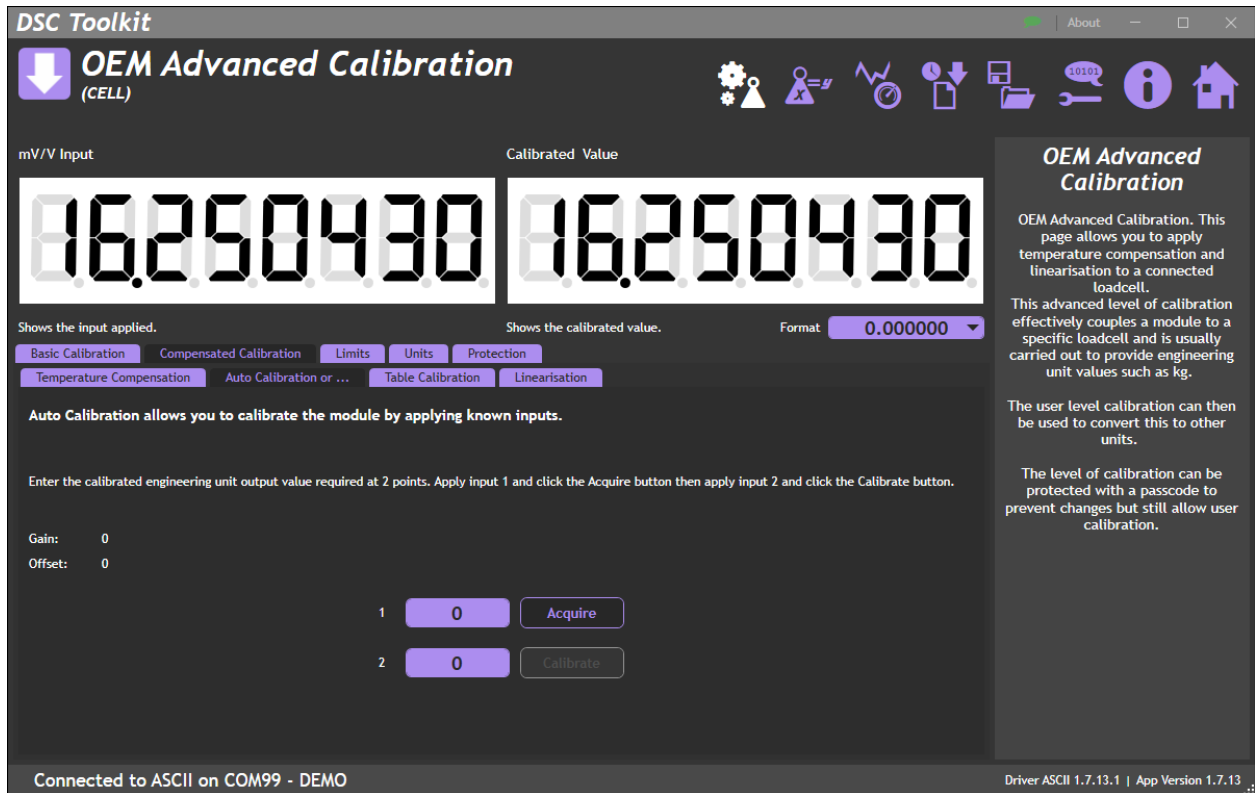 DSC Toolkit
About
OEM Advanced Calibration
(CELL)
x =y
10101
mV/V Input
Calibrated Value
16.250430
16.250430
Shows the input applied.
Shows the calibrated value.
Format
0.000000
Basic Calibration
Compensated Calibration
Limits
Units
Protection
Temperature Compensation
Auto Calibration or ...
Table Calibration
Linearisation
Auto Calibration allows you to calibrate the module by applying known inputs.
Enter the calibrated engineering unit output value required at 2 points. Apply input 1 and click the Acquire button then apply input 2 and click the Calibrate button.
Gain: 0
Offset: 0
1 0 Acquire
2 0 Calibrate
OEM Advanced
Calibration
OEM Advanced Calibration. This
page allows you to apply
temperature compensation and
linearisation to a connected
loadcell.
This advanced level of calibration
effectively couples a module to a
specific loadcell and is usually
carried out to provide engineering
unit values such as kg.
The user level calibration can then
be used to convert this to other
units.
The level of calibration can be
protected with a passcode to
prevent changes but still allow user
calibration.
Connected to ASCII on COM99 - DEMO
Driver ASCII 1.7.13.1 | App Version 1.7.13